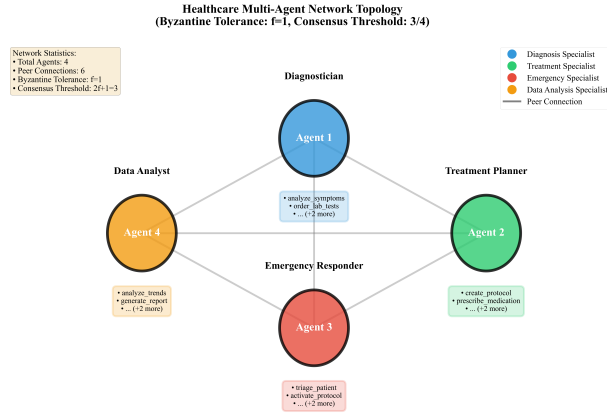 Healthcare Multi-Agent Network Topology
(Byzantine Tolerance: f=1, Consensus Threshold: 3/4)
Network Statistics:
• Total Agents: 4
• Peer Connections: 6
• Byzantine Tolerance: f=1
• Consensus Threshold: 2f+1=3
Diagnosis Specialist
Treatment Specialist
Emergency Specialist
Data Analysis Specialist
Peer Connection
Diagnostician
Agent 1
• analyze_symptoms
• order_lab_tests
• ... (+2 more)
Data Analyst
Agent 4
• analyze_trends
• generate_report
• ... (+2 more)
Treatment Planner
Agent 2
• create_protocol
• prescribe_medication
• ... (+2 more)
Emergency Responder
Agent 3
• triage_patient
• activate_protocol
• ... (+2 more)